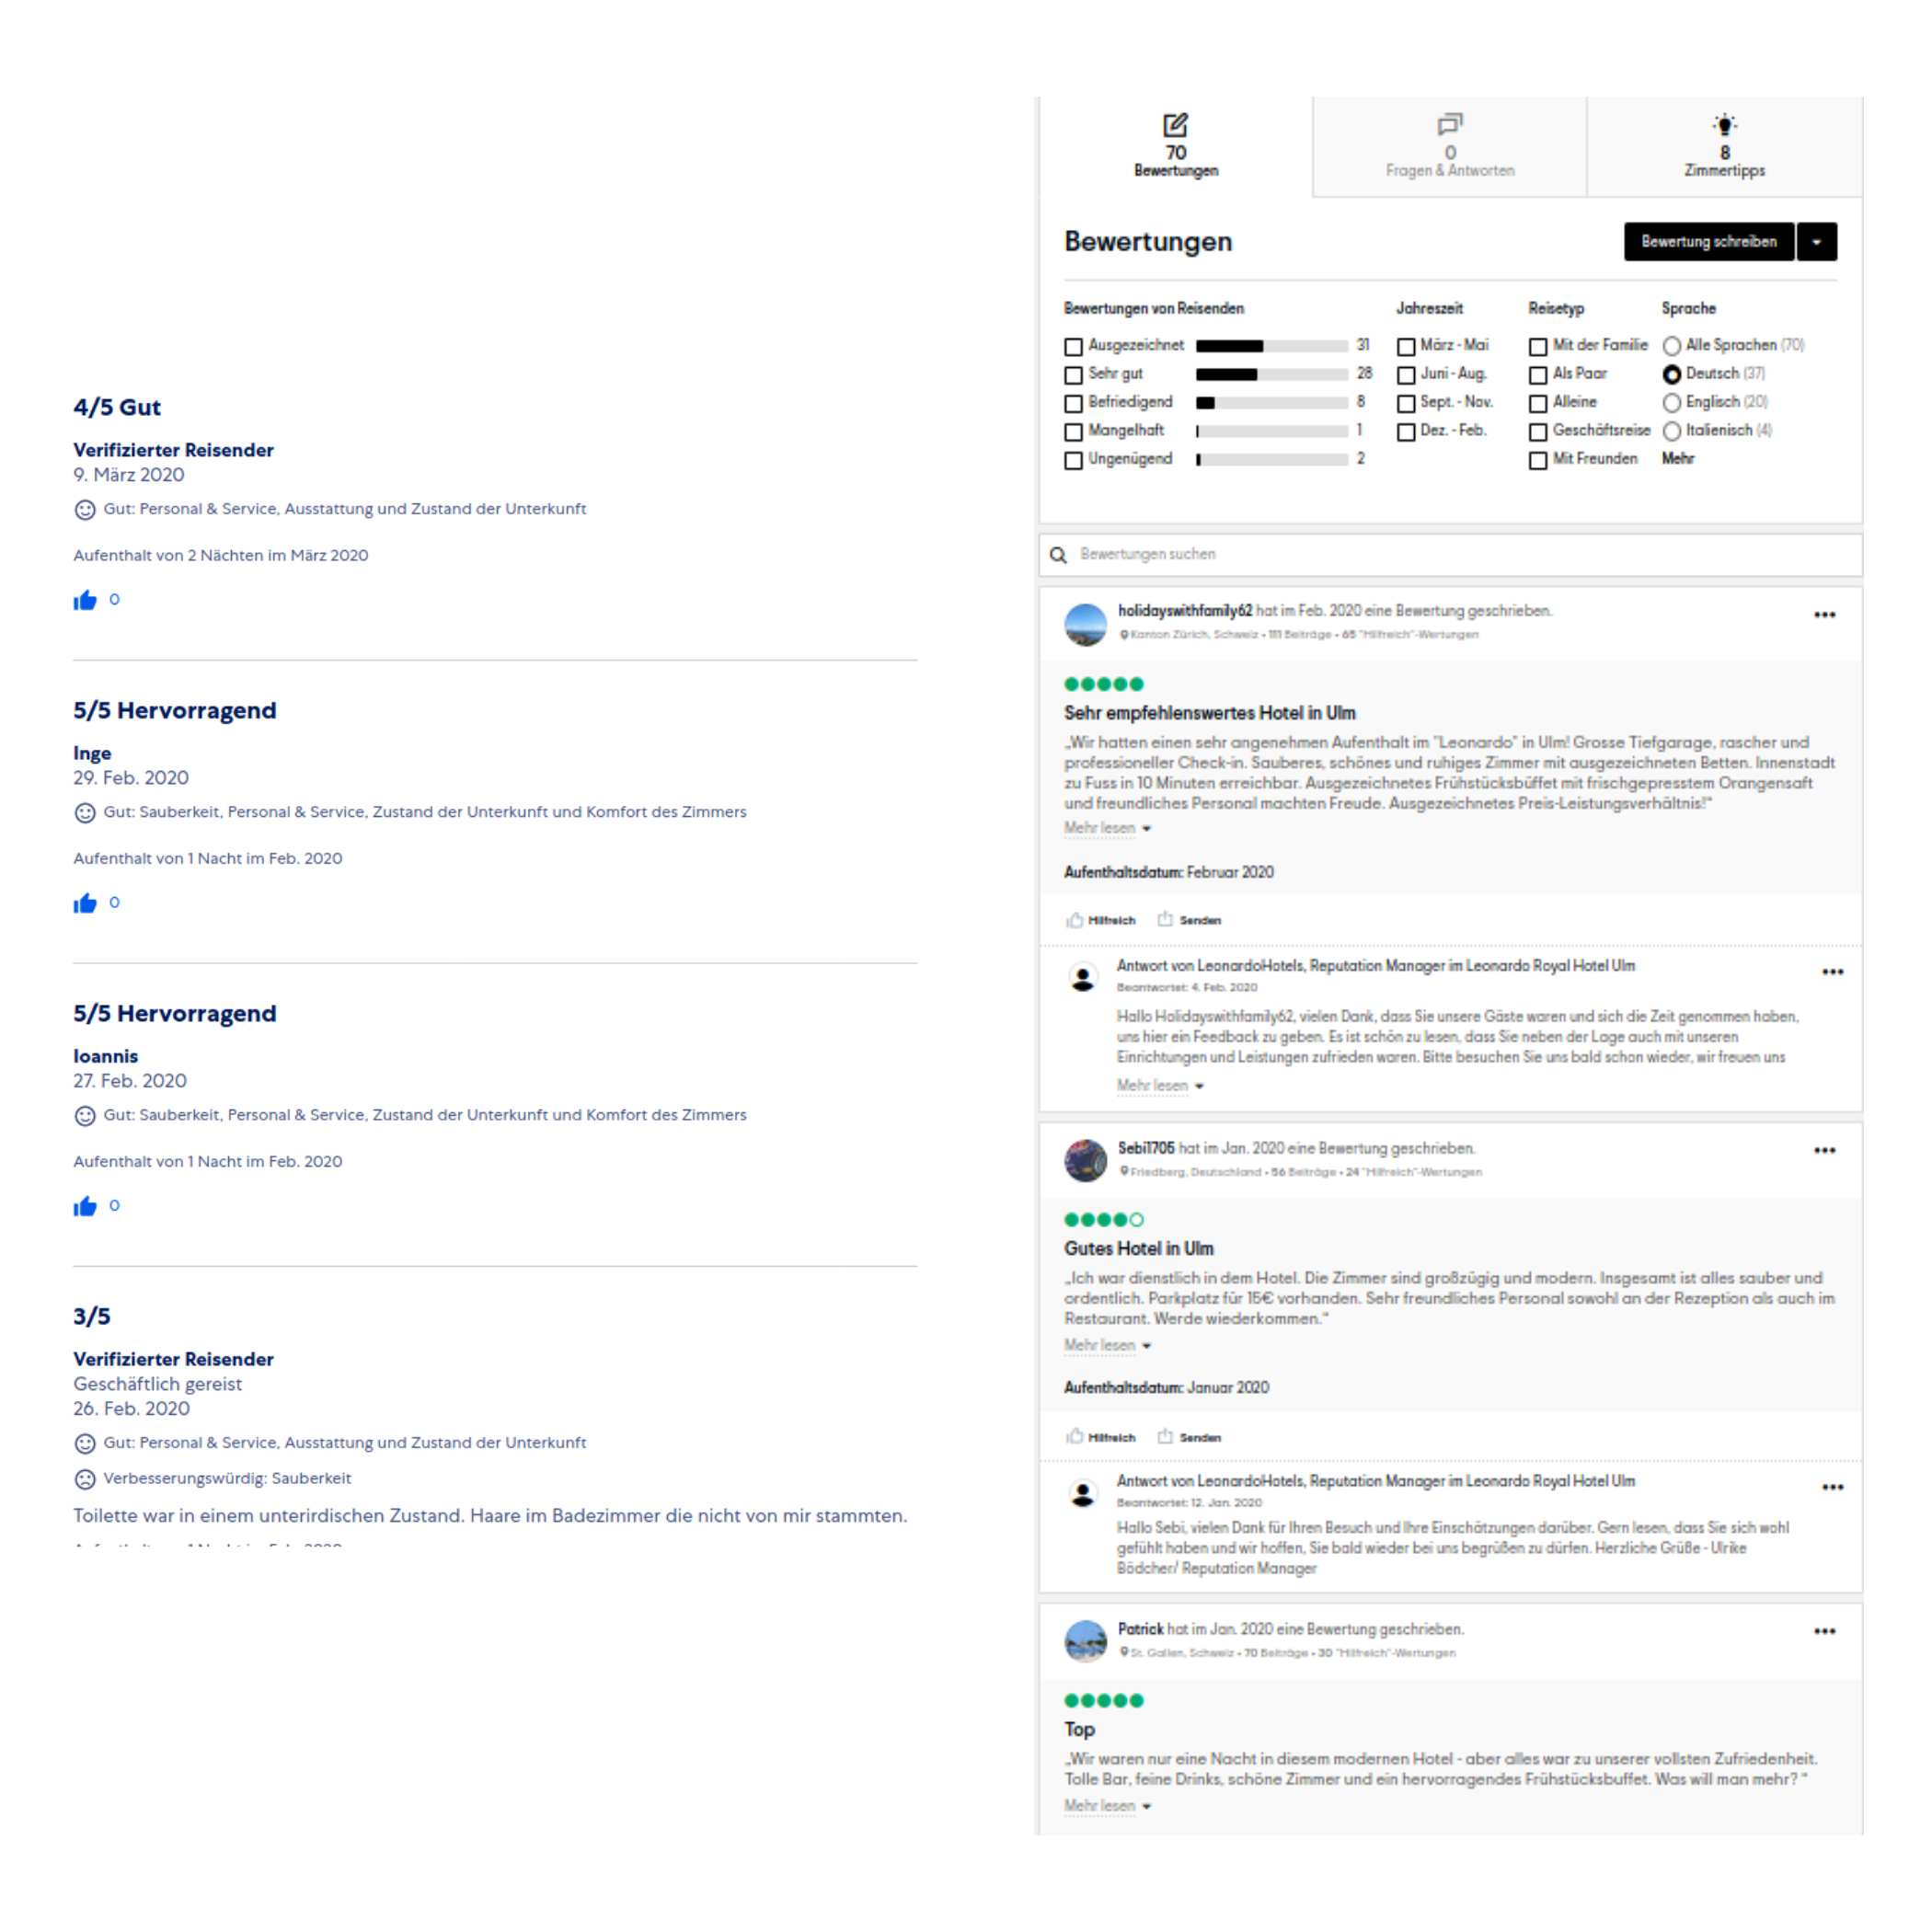 4/5 Gut
Verifizierter Reisender
9. März 2020
Gut: Personal & Service, Ausstattung und Zustand der Unterkunft
Aufenthalt von 2 Nächten im März 2020
0
5/5 Hervorragend
Inge
29. Feb. 2020
Gut: Sauberkeit, Personal & Service, Zustand der Unterkunft und Komfort des Zimmers
Aufenthalt von 1 Nacht im Feb. 2020
0
5/5 Hervorragend
Ioannis
27. Feb. 2020
Gut: Sauberkeit, Personal & Service, Zustand der Unterkunft und Komfort des Zimmers
Aufenthalt von 1 Nacht im Feb. 2020
0
3/5
Verifizierter Reisender
Geschäftlich gereist
26. Feb. 2020
Gut: Personal & Service, Ausstattung und Zustand der Unterkunft
Verbesserungswürdig: Sauberkeit
Toilette war in einem unterirdischen Zustand. Haare im Badezimmer die nicht von mir stammten.
70 0 8
Bewertungen Fragen & Antworten Zimmertipps
Bewertungen Bewertung schreiben
Bewertungen von Reisenden Jahreszeit Reisetyp Sprache
Ausgezeichnet 31 März - Mai Mit der Familie Alle Sprachen (70)
Sehr gut 28 Juni - Aug. Als Paar Deutsch (37)
Befriedigend 8 Sept. - Nov. Alleine Englisch (20)
Mangelhaft 1 Dez. - Feb. Geschäftsreise Italienisch (4)
Ungenügend 2 Mit Freunden Mehr
Bewertungen suchen
holidayswithfamily62 hat im Feb. 2020 eine Bewertung geschrieben.
Kanton Zürich, Schweiz • 111 Beiträge • 65 "Hilfreich"-Wertungen
Sehr empfehlenswertes Hotel in Ulm
„Wir hatten einen sehr angenehmen Aufenthalt im "Leonardo" in Ulm! Grosse Tiefgarage, rascher und
professioneller Check-in. Sauberes, schönes und ruhiges Zimmer mit ausgezeichneten Betten. Innenstadt
zu Fuss in 10 Minuten erreichbar. Ausgezeichnetes Frühstücksbüffet mit frischgepresstem Orangensaft
und freundliches Personal machten Freude. Ausgezeichnetes Preis-Leistungsverhältnis!“
Mehr lesen
Aufenthaltsdatum: Februar 2020
Hilfreich Senden
Antwort von LeonardoHotels, Reputation Manager im Leonardo Royal Hotel Ulm
Beantwortet: 4. Feb. 2020
Hallo Holidayswithfamily62, vielen Dank, dass Sie unsere Gäste waren und sich die Zeit genommen haben,
uns hier ein Feedback zu geben. Es ist schön zu lesen, dass Sie neben der Lage auch mit unseren
Einrichtungen und Leistungen zufrieden waren. Bitte besuchen Sie uns bald schon wieder, wir freuen uns
Mehr lesen
Sebi1705 hat im Jan. 2020 eine Bewertung geschrieben.
Friedberg, Deutschland • 56 Beiträge • 24 "Hilfreich"-Wertungen
Gutes Hotel in Ulm
„Ich war dienstlich in dem Hotel. Die Zimmer sind großzügig und modern. Insgesamt ist alles sauber und
ordentlich. Parkplatz für 15€ vorhanden. Sehr freundliches Personal sowohl an der Rezeption als auch im
Restaurant. Werde wiederkommen.“
Mehr lesen
Aufenthaltsdatum: Januar 2020
Hilfreich Senden
Antwort von LeonardoHotels, Reputation Manager im Leonardo Royal Hotel Ulm
Beantwortet: 12. Jan. 2020
Hallo Sebi, vielen Dank für Ihren Besuch und Ihre Einschätzungen darüber. Gern lesen, dass Sie sich wohl
gefühlt haben und wir hoffen, Sie bald wieder bei uns begrüßen zu dürfen. Herzliche Grüße - Ulrike
Bödcher/ Reputation Manager
Patrick hat im Jan. 2020 eine Bewertung geschrieben.
St. Gallen, Schweiz • 70 Beiträge • 30 "Hilfreich"-Wertungen
Top
„Wir waren nur eine Nacht in diesem modernen Hotel - aber alles war zu unserer vollsten Zufriedenheit.
Tolle Bar, feine Drinks, schöne Zimmer und ein hervorragendes Frühstücksbuffet. Was will man mehr? “
Mehr lesen